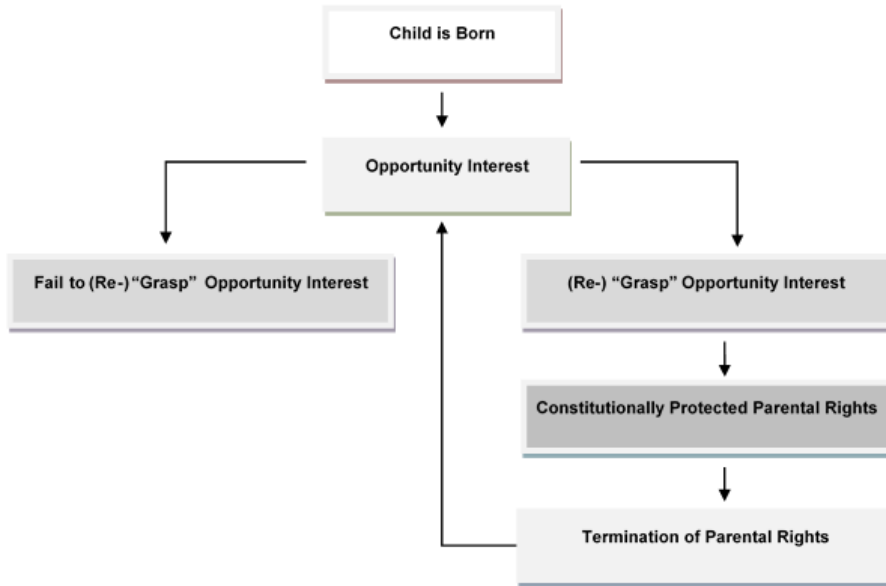 Child is Born
Opportunity Interest
Fail to (Re-) “Grasp” Opportunity Interest
(Re-) “Grasp” Opportunity Interest
Constitutionally Protected Parental Rights
Termination of Parental Rights